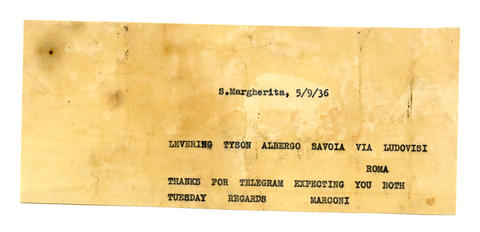 S.Margherita, 5/9/36
LEVERING TYSON ALBERGO SAVOIA VIA LUDOVISI
ROMA
THANKS FOR TELEGRAM EXPECTING YOU BOTH
TUESDAY REGARDS MARCONI